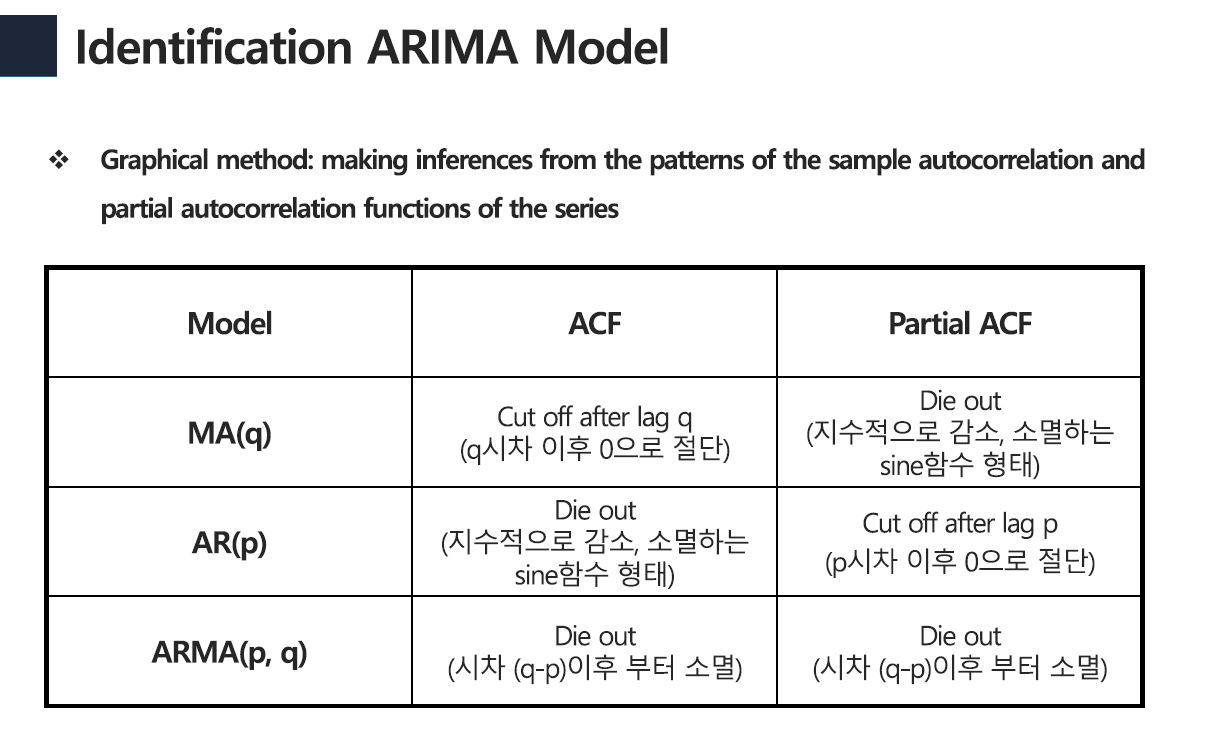 Identification ARIMA Model
❖ Graphical method: making inferences from the patterns of the sample autocorrelation and
partial autocorrelation functions of the series
Model
ACF
Partial ACF
MA(q)
Cut off after lag q
(q시차 이후 0으로 절단)
Die out
(지수적으로 감소, 소멸하는
sine함수 형태)
AR(p)
Die out
(지수적으로 감소, 소멸하는
sine함수 형태)
Cut off after lag p
(p시차 이후 0으로 절단)
ARMA(p, q)
Die out
(시차 (q-p)이후 부터 소멸)
Die out
(시차 (q-p)이후 부터 소멸)